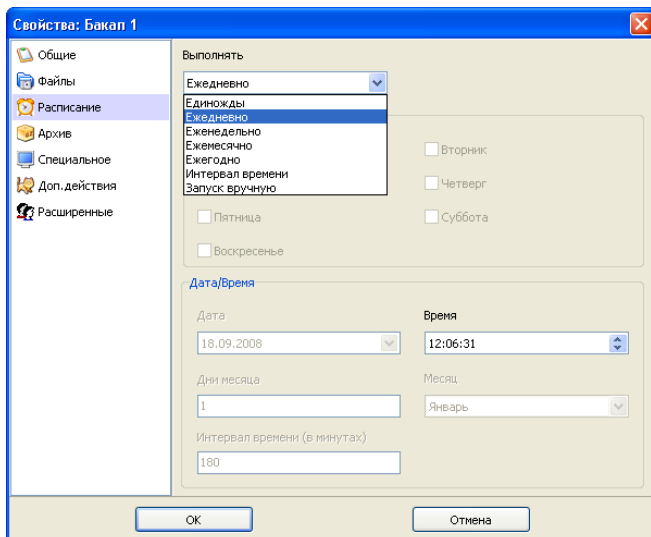 Свойства: Бакап 1
Общие
Файлы
Расписание
Архив
Специальное
Доп.действия
Расширенные
Выполнять
Ежедневно
Единожды
Ежедневно
Еженедельно
Ежемесячно
Ежегодно
Интервал времени
Запуск вручную
Вторник
Четверг
Пятница
Суббота
Воскресенье
Дата/Время
Дата
Время
18.09.2008
12:06:31
Дни месяца
Месяц
1
Январь
Интервал времени (в минутах)
180
OK
Отмена